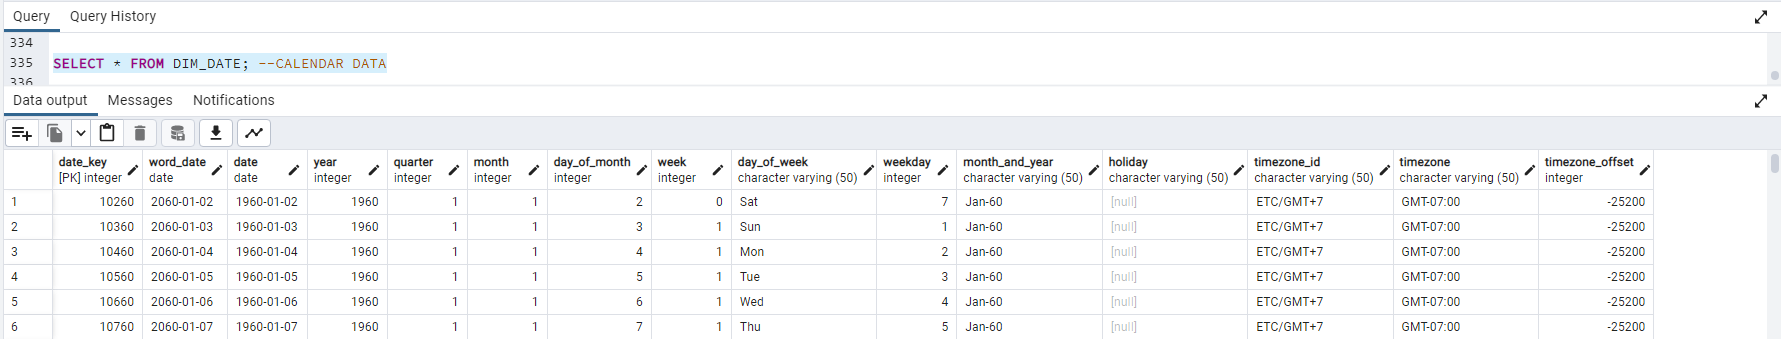 Query Query History
334
335 SELECT * FROM DIM_DATE; --CALENDAR DATA
336
Data output Messages Notifications
date_key word_date date year quarter month day_of_month week day_of_week weekday month_and_year holiday timezone_id timezone timezone_offset
[PK] integer date date integer integer integer integer integer character varying (50) integer character varying (50) character varying (50) character varying (50) character varying (50) integer
1 10260 2060-01-02 1960-01-02 1960 1 1 2 0 Sat 7 Jan-60 [null] ETC/GMT+7 GMT-07:00 -25200
2 10360 2060-01-03 1960-01-03 1960 1 1 3 1 Sun 1 Jan-60 [null] ETC/GMT+7 GMT-07:00 -25200
3 10460 2060-01-04 1960-01-04 1960 1 1 4 1 Mon 2 Jan-60 [null] ETC/GMT+7 GMT-07:00 -25200
4 10560 2060-01-05 1960-01-05 1960 1 1 5 1 Tue 3 Jan-60 [null] ETC/GMT+7 GMT-07:00 -25200
5 10660 2060-01-06 1960-01-06 1960 1 1 6 1 Wed 4 Jan-60 [null] ETC/GMT+7 GMT-07:00 -25200
6 10760 2060-01-07 1960-01-07 1960 1 1 7 1 Thu 5 Jan-60 [null] ETC/GMT+7 GMT-07:00 -25200